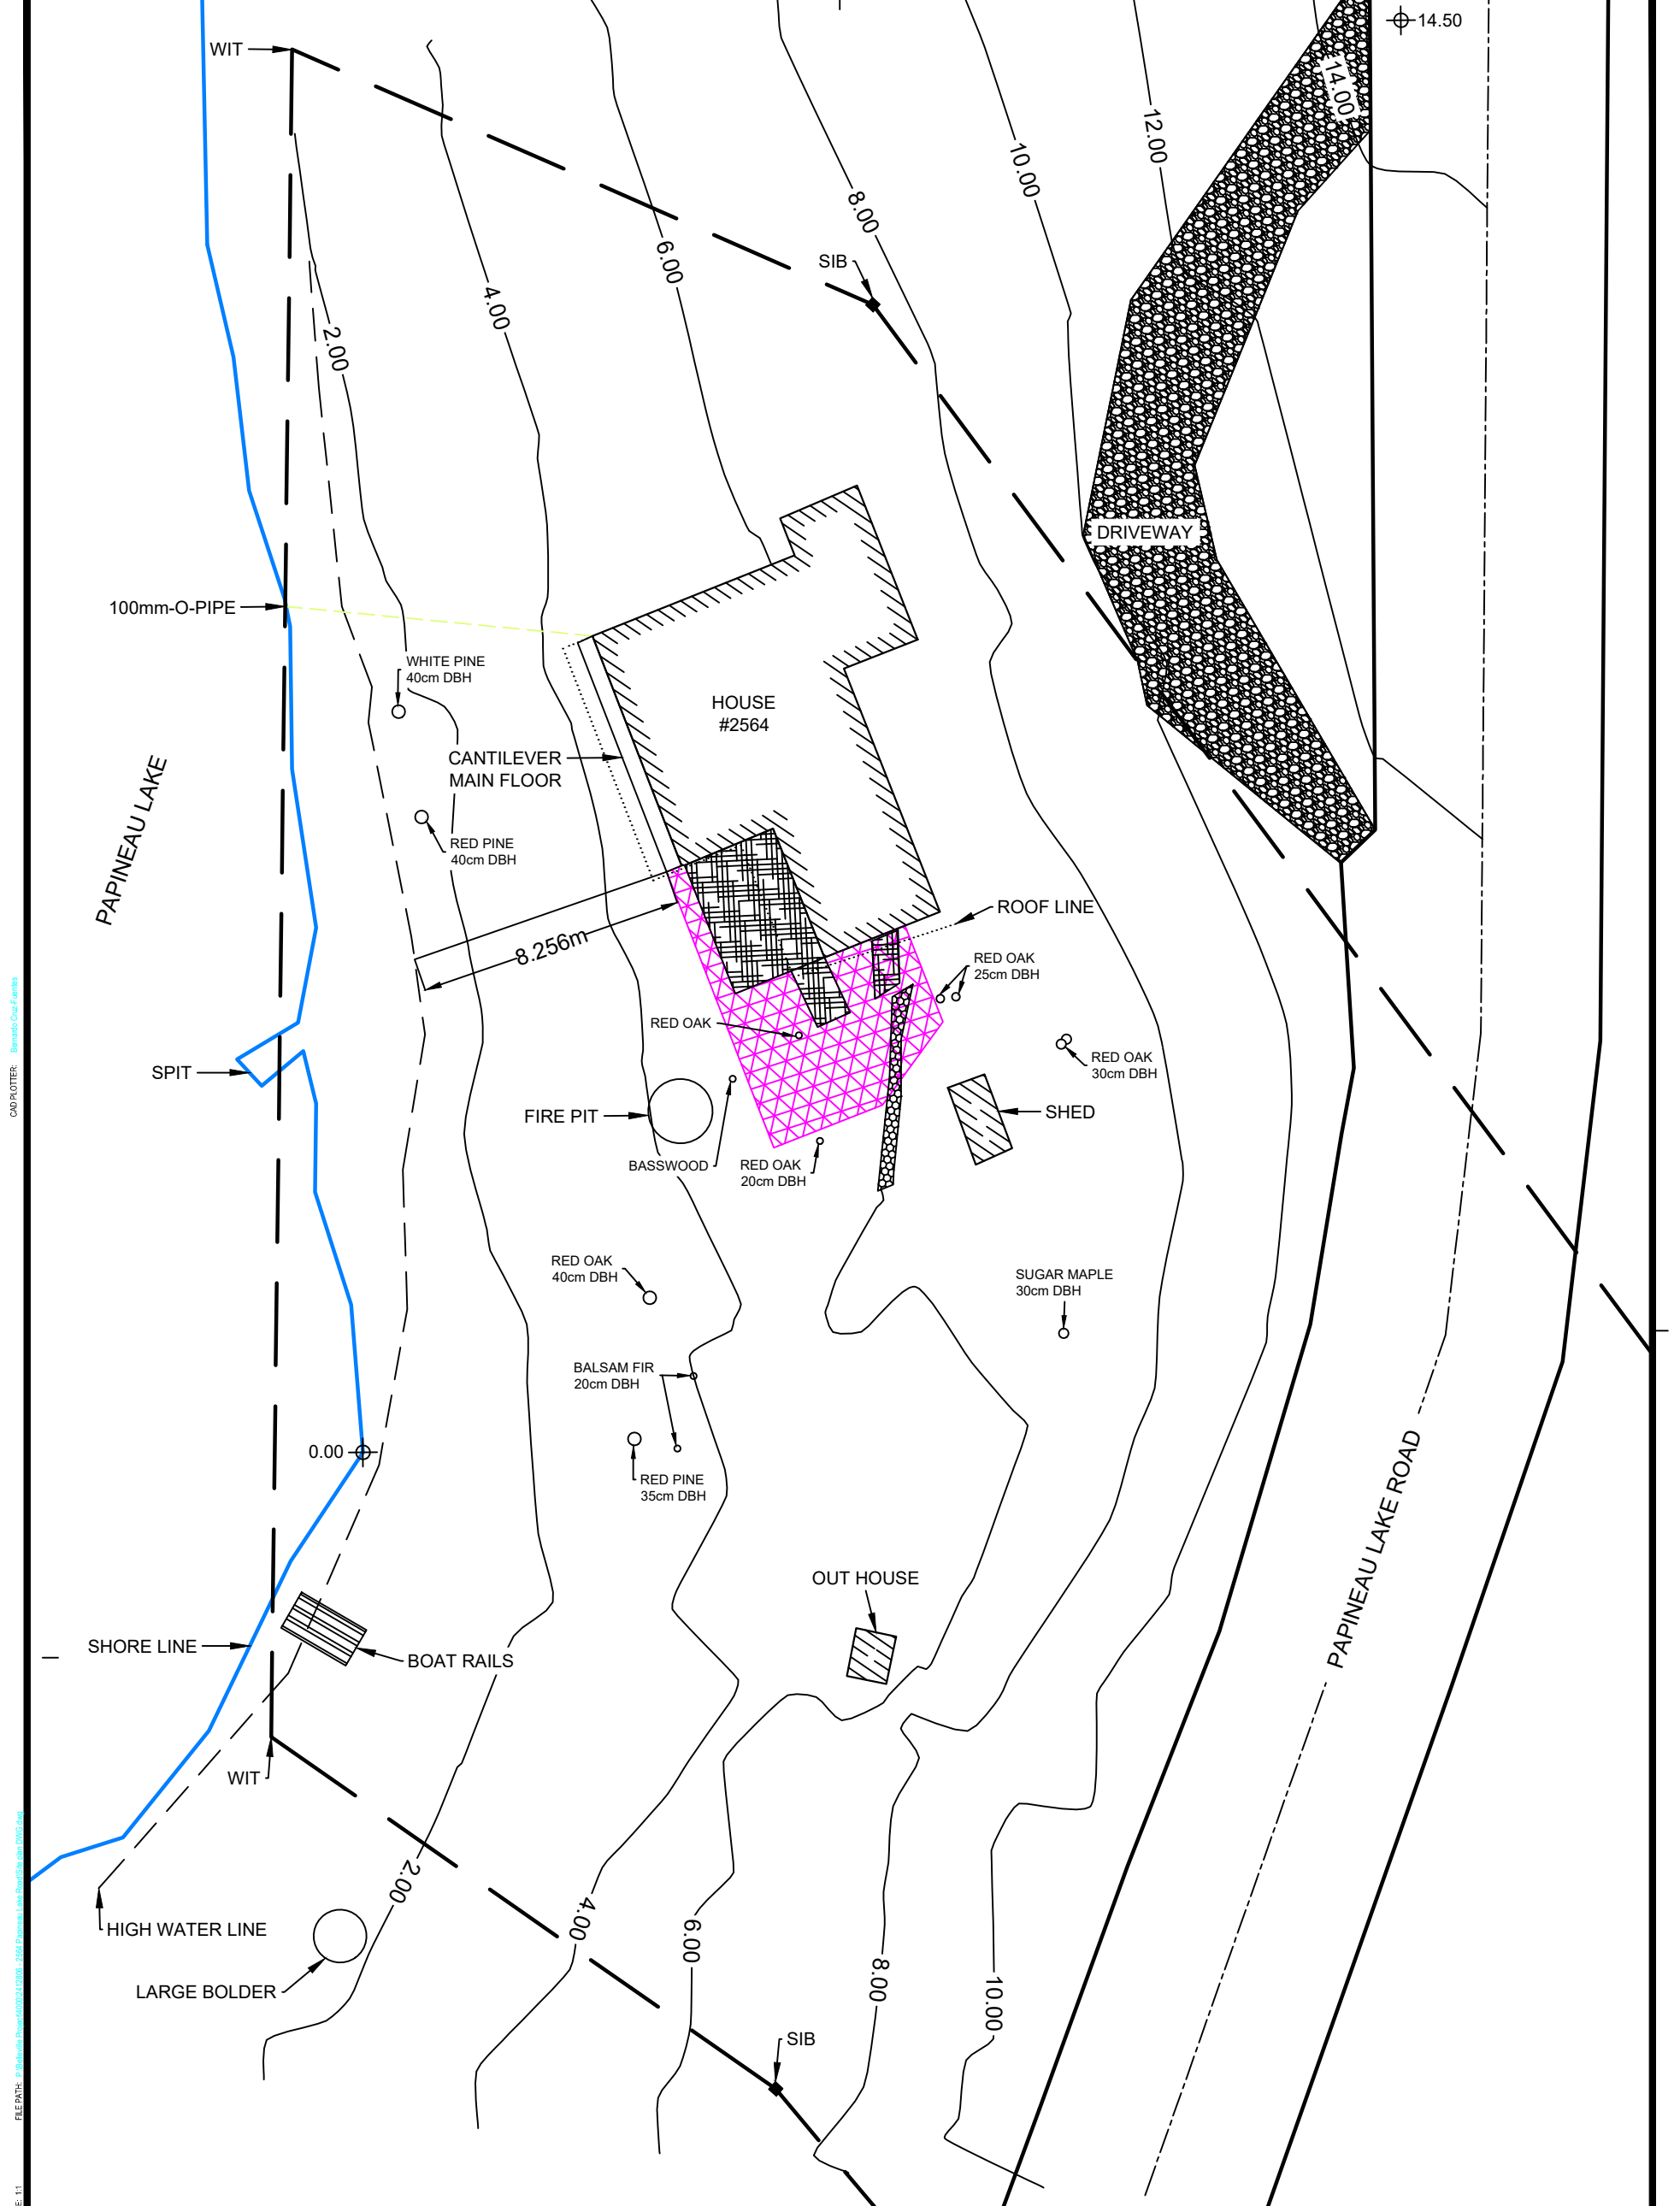 14.50
WIT
14.00
12.00
10.00
8.00
6.00
SIB
4.00
2.00
DRIVEWAY
100mm-O-PIPE
WHITE PINE
40cm DBH
HOUSE
#2564
CANTILEVER
MAIN FLOOR
PAPINEAU LAKE
RED PINE
40cm DBH
ROOF LINE
8.256m
RED OAK
25cm DBH
RED OAK
SPIT
RED OAK
30cm DBH
FIRE PIT
SHED
BASSWOOD
RED OAK
20cm DBH
RED OAK
40cm DBH
SUGAR MAPLE
30cm DBH
BALSAM FIR
20cm DBH
0.00
RED PINE
35cm DBH
PAPINEAU LAKE ROAD
OUT HOUSE
SHORE LINE
BOAT RAILS
WIT
2.00
4.00
6.00
8.00
10.00
HIGH WATER LINE
LARGE BOLDER
SIB
CAD PLOTTER:
FILE PATH:
1:1